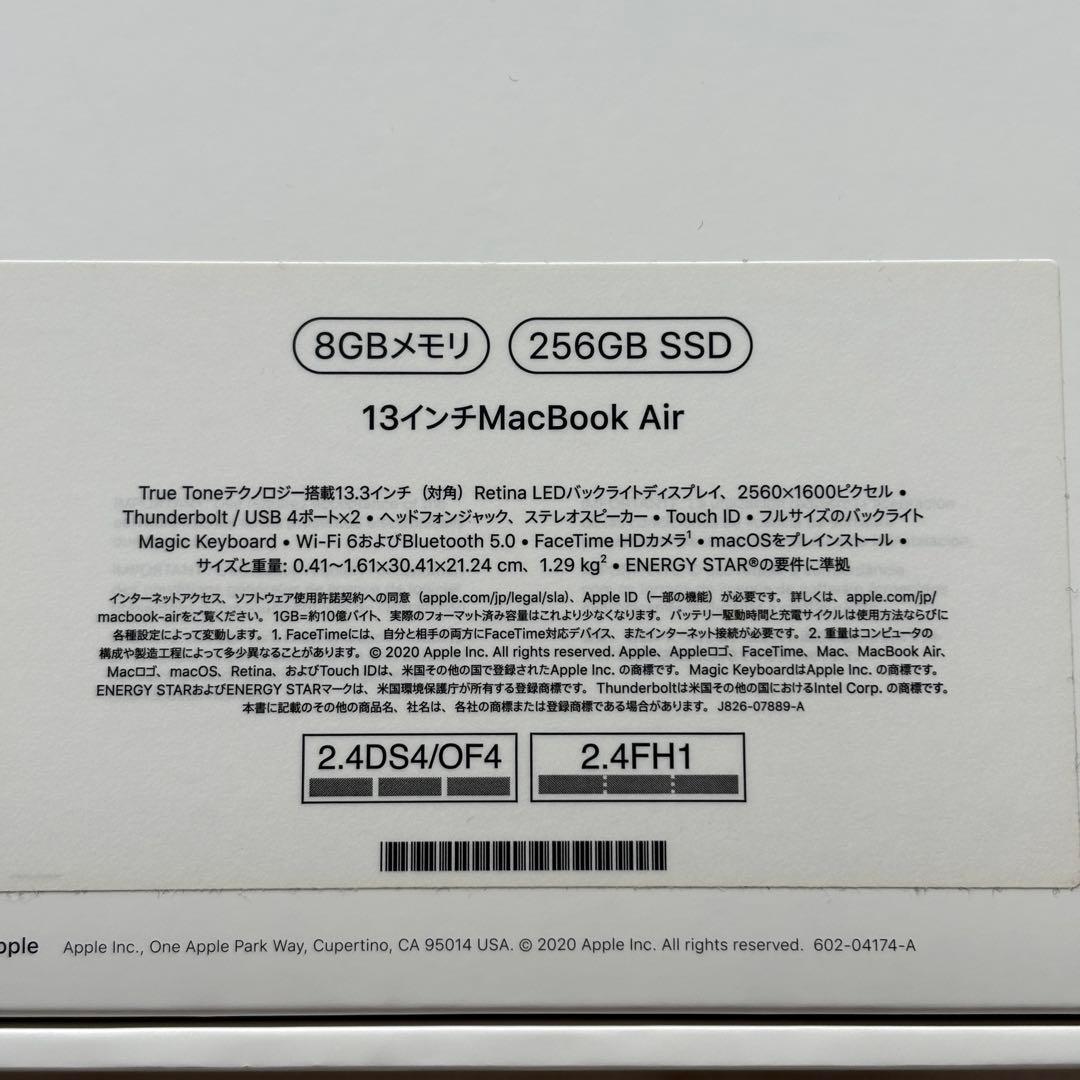 8GBメモリ 256GB SSD
13インチMacBook Air
True Toneテクノロジー搭載13.3インチ（対角）Retina LEDバックライトディスプレイ、2560×1600ピクセル •
Thunderbolt / USB 4ポート×2 • ヘッドフォンジャック、ステレオスピーカー • Touch ID • フルサイズのバックライト
Magic Keyboard • Wi-Fi 6およびBluetooth 5.0 • FaceTime HDカメラ¹ • macOSをプレインストール •
サイズと重量: 0.41〜1.61×30.41×21.24 cm、1.29 kg² • ENERGY STAR®の要件に準拠
インターネットアクセス、ソフトウェア使用許諾契約への同意（apple.com/jp/legal/sla)、Apple ID（一部の機能）が必要です。詳しくは、apple.com/jp/
macbook-airをご覧ください。1GB=約10億バイト、実際のフォーマット済み容量はこれより少なくなります。バッテリー駆動時間と充電サイクルは使用方法ならびに
各種設定によって変動します。1. FaceTimeには、自分と相手の両方にFaceTime対応デバイス、またインターネット接続が必要です。2. 重量はコンピュータの
構成や製造工程によって多少異なることがあります。© 2020 Apple Inc. All rights reserved. Apple、Appleロゴ、FaceTime、Mac、MacBook Air、
Macロゴ、macOS、Retina、およびTouch IDは、米国その他の国で登録されたApple Inc. の商標です。Magic KeyboardはApple Inc. の商標です。
ENERGY STARおよびENERGY STARマークは、米国環境保護庁が所有する登録商標です。Thunderboltは米国その他の国におけるIntel Corp. の商標です。
本書に記載のその他の商品名、社名は、各社の商標または登録商標である場合があります。J826-07889-A
2.4DS4/OF4 2.4FH1
pple Apple Inc., One Apple Park Way, Cupertino, CA 95014 USA. © 2020 Apple Inc. All rights reserved. 602-04174-A